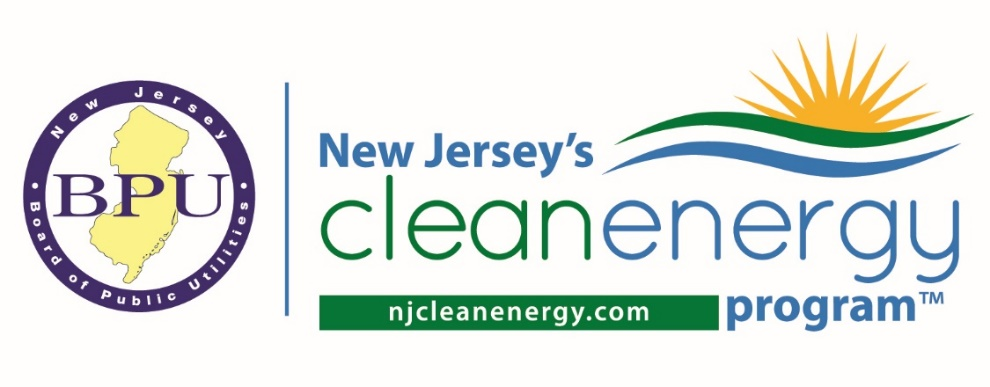 New Jersey
BPU
Board of Public Utilities
New Jersey's
cleanenergy
njcleanenergy.com
program™